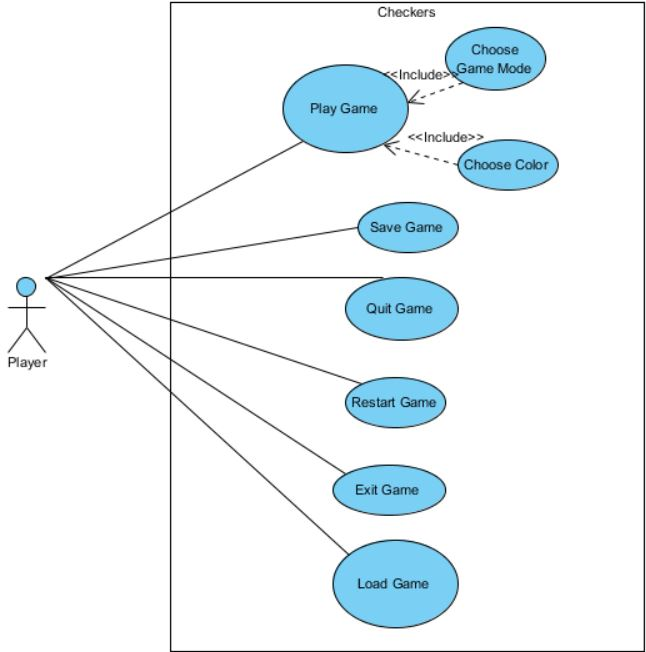 Checkers
Choose
Game Mode
<<Include>>
Play Game
<<Include>>
Choose Color
Save Game
Quit Game
Player
Restart Game
Exit Game
Load Game